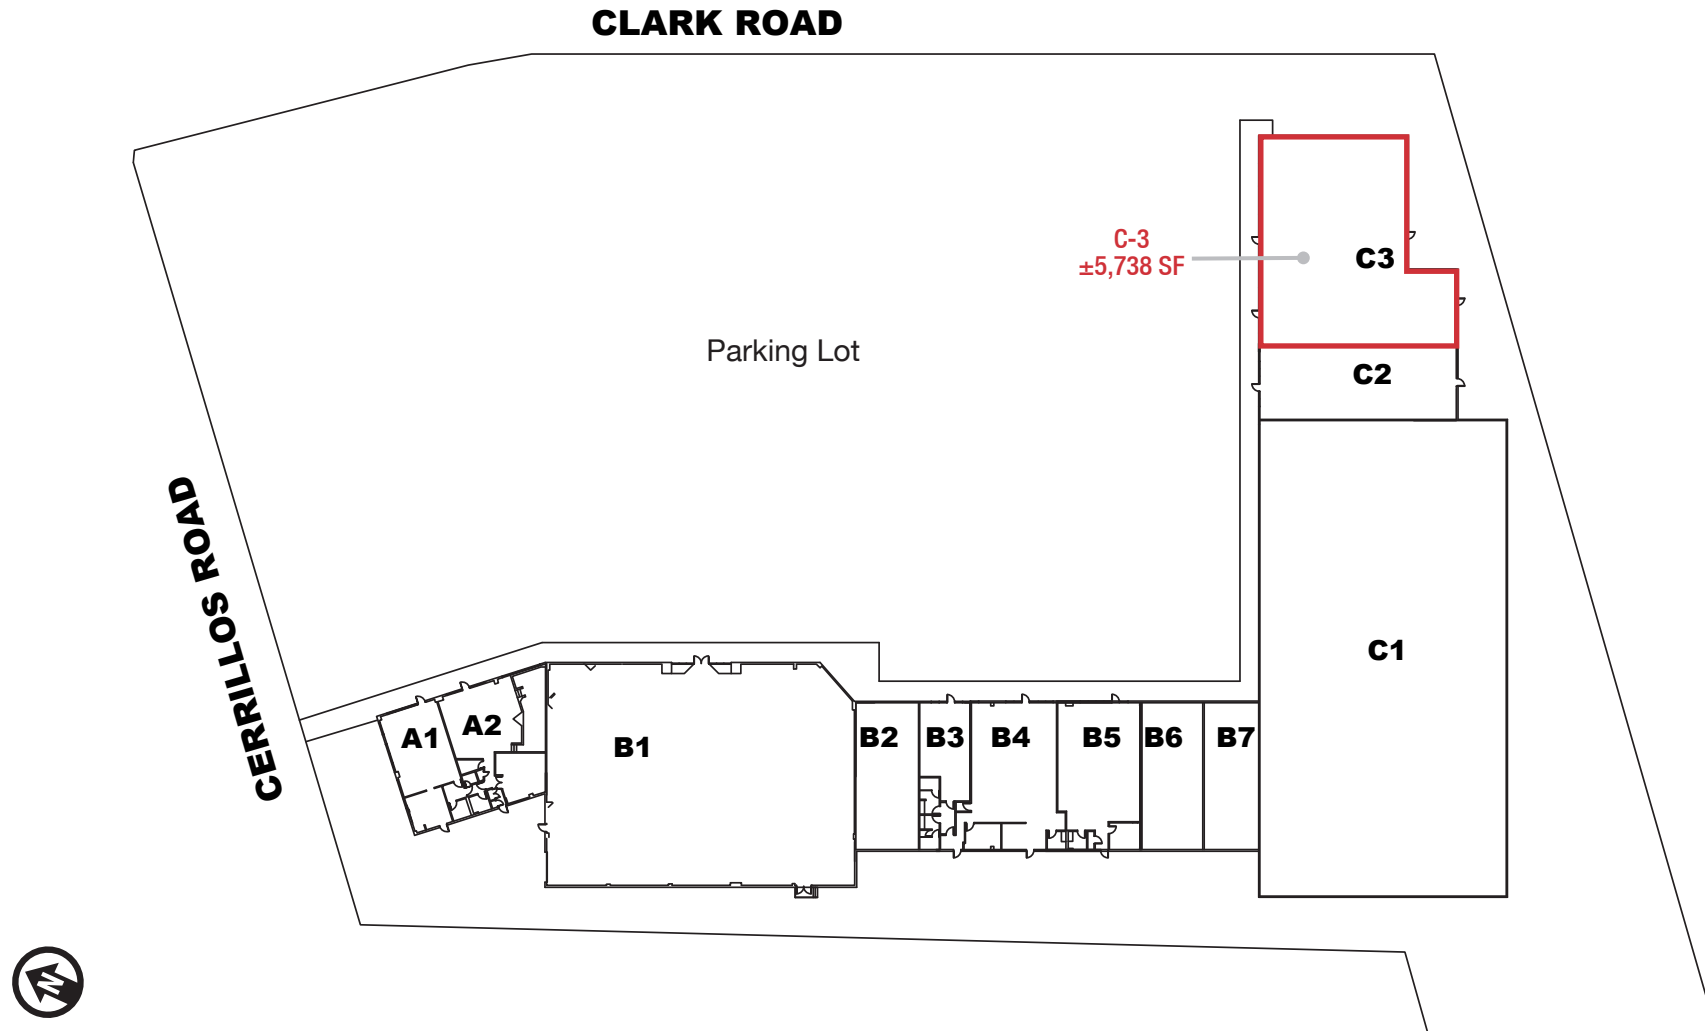 CLARK ROAD
C-3
±5,738 SF
C3
Parking Lot
C2
CERRILLOS ROAD
C1
A1
A2
B1
B2
B3
B4
B5
B6
B7
N